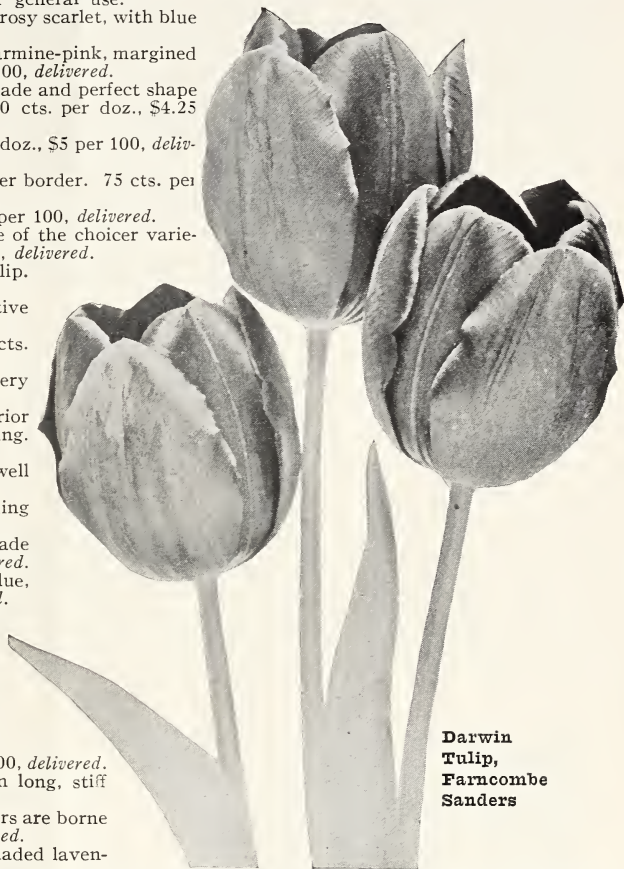 general use.
rosy scarlet, with blue
armine-pink, margined
00, delivered.
ade and perfect shape
0 cts. per doz., $4.25
doz., $5 per 100, deliv-
er border. 75 cts. per
per 100, delivered.
e of the choicer varie-
, delivered.
lip.
tive
cts.
ery
rior
ng.
well
ing
ade
red.
lue,
d.
00, delivered.
n long, stiff
rs are borne
ed.
aded laven-
Darwin
Tulip,
Farncombe
Sanders